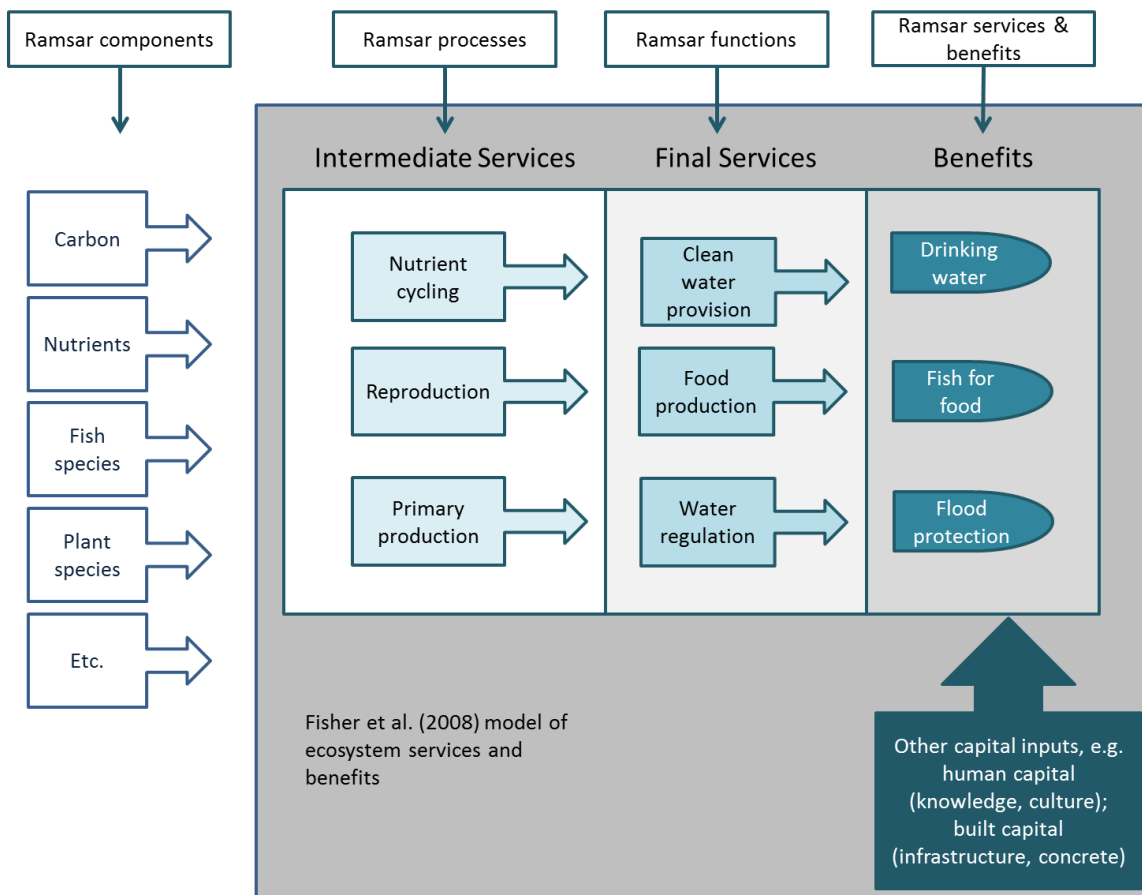 Ramsar components
Ramsar processes
Ramsar functions
Ramsar services &
benefits
Intermediate Services
Final Services
Benefits
Carbon
Nutrients
Fish
species
Plant
species
Etc.
Nutrient
cycling
Reproduction
Primary
production
Clean
water
provision
Food
production
Water
regulation
Drinking
water
Fish for
food
Flood
protection
Fisher et al. (2008) model of
ecosystem services and
benefits
Other capital inputs, e.g.
human capital
(knowledge, culture);
built capital
(infrastructure, concrete)